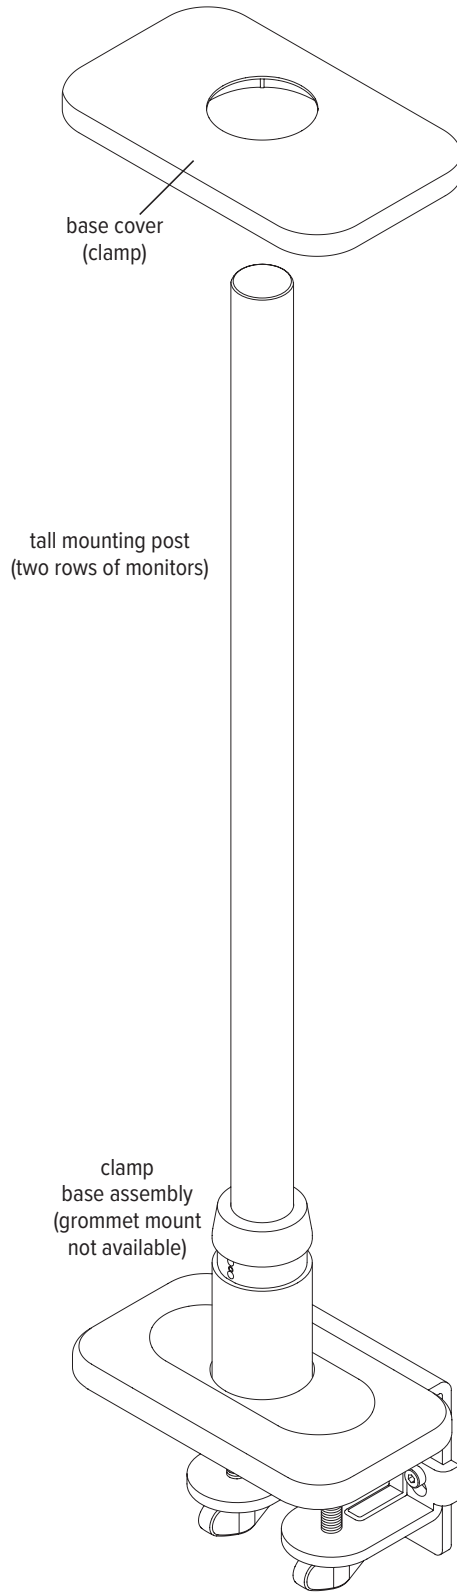 base cover
(clamp)
tall mounting post
(two rows of monitors)
clamp
base assembly
(grommet mount
not available)